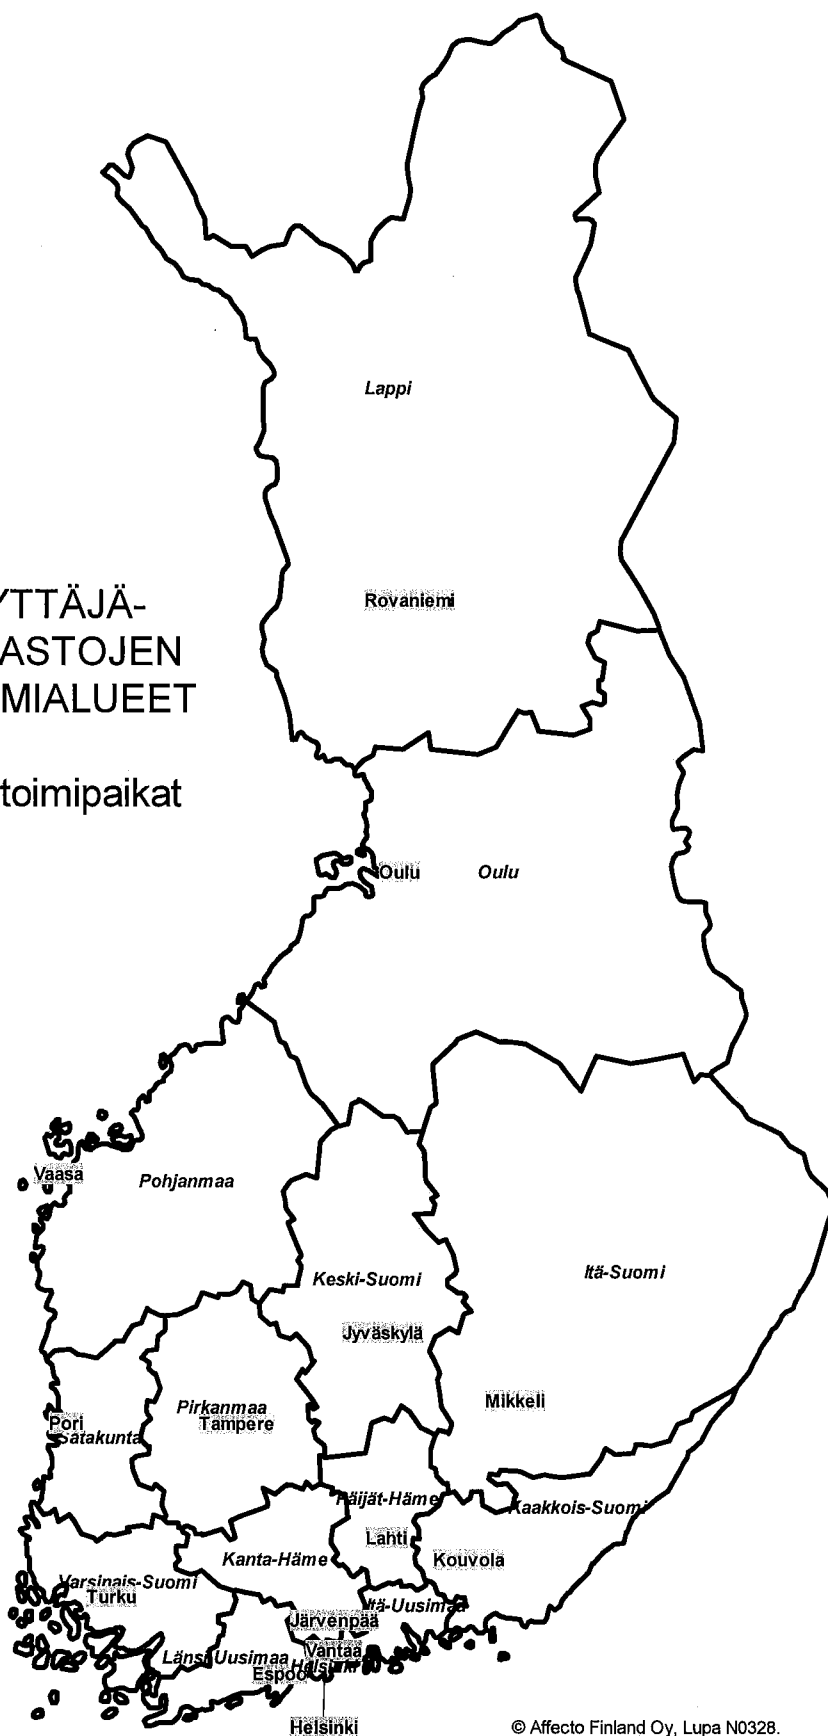 Lappi
Rovaniemi
YTTÄJÄ-
ASTOJEN
MIALUEET
toimipaikat
Oulu Oulu
Vaasa Pohjanmaa
Keski-Suomi Itä-Suomi
Jyväskylä
Mikkeli
Pirkanmaa
Pori Tampere
Satakunta
Päijät-Häme Kaakkois-Suomi
Lahti
Kanta-Häme Kouvola
Varsinais-Suomi
Turku
Itä-Uusimaa
Järvenpää
Vantaa
Länsi-Uusimaa Helsinki
Espoo
Helsinki
© Affecto Finland Oy, Lupa N0328.